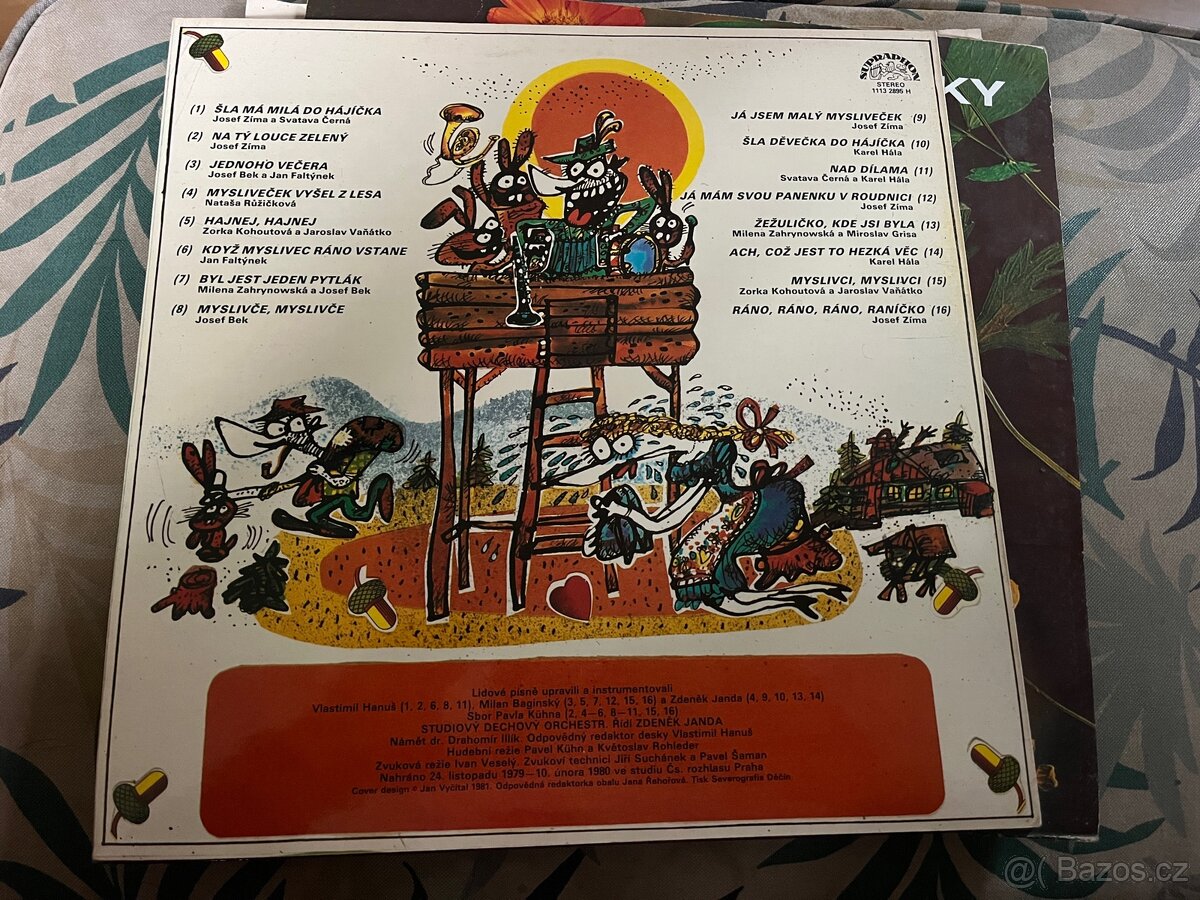 SUPRAPHON
STEREO
1113 2895 H
KY
(1) ŠLA MÁ MILÁ DO HÁJÍČKA
Josef Zíma a Svatava Černá
(2) NA TÝ LOUCE ZELENÝ
Josef Zíma
(3) JEDNOHO VEČERA
Josef Bek a Jan Faltýnek
(4) MYSLIVEČEK VYŠEL Z LESA
Nataša Růžičková
(5) HAJNEJ, HAJNEJ
Zorka Kohoutová a Jaroslav Vaňátko
(6) KDYŽ MYSLIVEC RÁNO VSTANE
Jan Faltýnek
(7) BYL JEST JEDEN PYTLÁK
Milena Zahrynowská a Josef Bek
(8) MYSLIVČE, MYSLIVČE
Josef Bek
JÁ JSEM MALÝ MYSLIVEČEK (9)
Josef Zíma
ŠLA DĚVEČKA DO HÁJÍČKA (10)
Karel Hála
NAD DÍLAMA (11)
Svatava Černá a Karel Hála
JÁ MÁM SVOU PANENKU V ROUDNICI (12)
Josef Zíma
ŽEŽULIČKO, KDE JSI BYLA (13)
Milena Zahrynowská a Miroslav Grisa
ACH, COŽ JEST TO HEZKÁ VĚC (14)
Karel Hála
MYSLIVCI, MYSLIVCI (15)
Zorka Kohoutová a Jaroslav Vaňátko
RÁNO, RÁNO, RÁNO, RANÍČKO (16)
Josef Zíma
Lidové písně upravili a instrumentovali
Vlastimil Hanuš (1, 2, 6, 8, 11), Milan Baginský (3, 5, 7, 12, 15, 16) a Zdeněk Janda (4, 9, 10, 13, 14)
Sbor Pavla Kühna (2, 4–6, 8–11, 15, 16)
STUDIOVÝ DECHOVÝ ORCHESTR. Řídí ZDENĚK JANDA
Námět dr. Drahomír Illík. Odpovědný redaktor desky Vlastimil Hanuš
Hudební režie Pavel Kühn a Květoslav Rohleder
Zvuková režie Ivan Veselý. Zvukoví technici Jiří Suchánek a Pavel Šeman
Nahráno 24. listopadu 1979–10. února 1980 ve studiu Čs. rozhlasu Praha
Cover design © Jan Vyčítal 1981. Odpovědná redaktorka obalu Jana Řehořová. Tisk Severografia Děčín
@( Bazos.cz